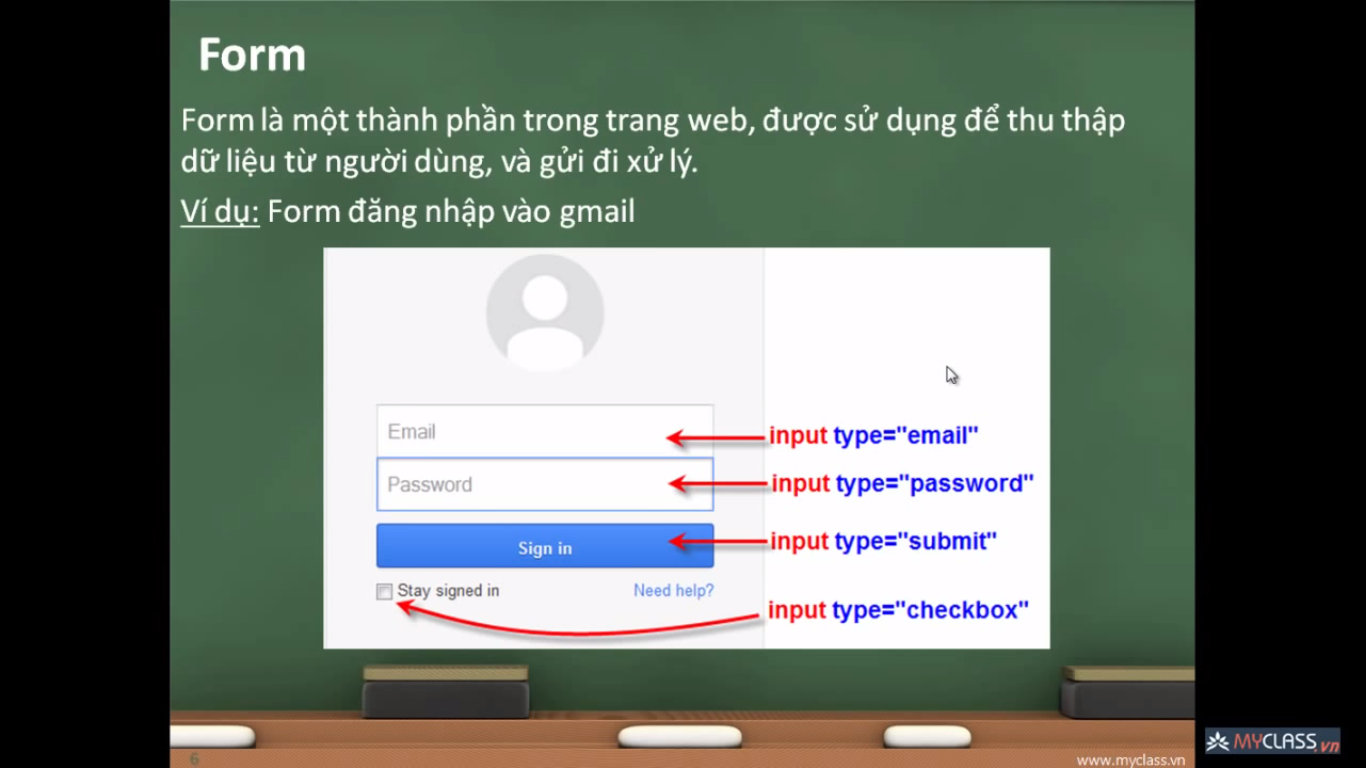 Form
Form là một thành phần trong trang web, được sử dụng để thu thập
dữ liệu từ người dùng, và gửi đi xử lý.
Ví dụ: Form đăng nhập vào gmail
Email
input type="email"
Password
input type="password"
Sign in
input type="submit"
Stay signed in
Need help?
input type="checkbox"
6
www.myclass.vn
MYCLASS.vn